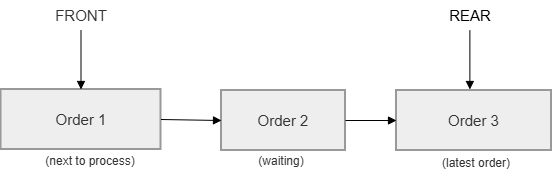 FRONT
REAR
Order 1
Order 2
Order 3
(next to process)
(waiting)
(latest order)